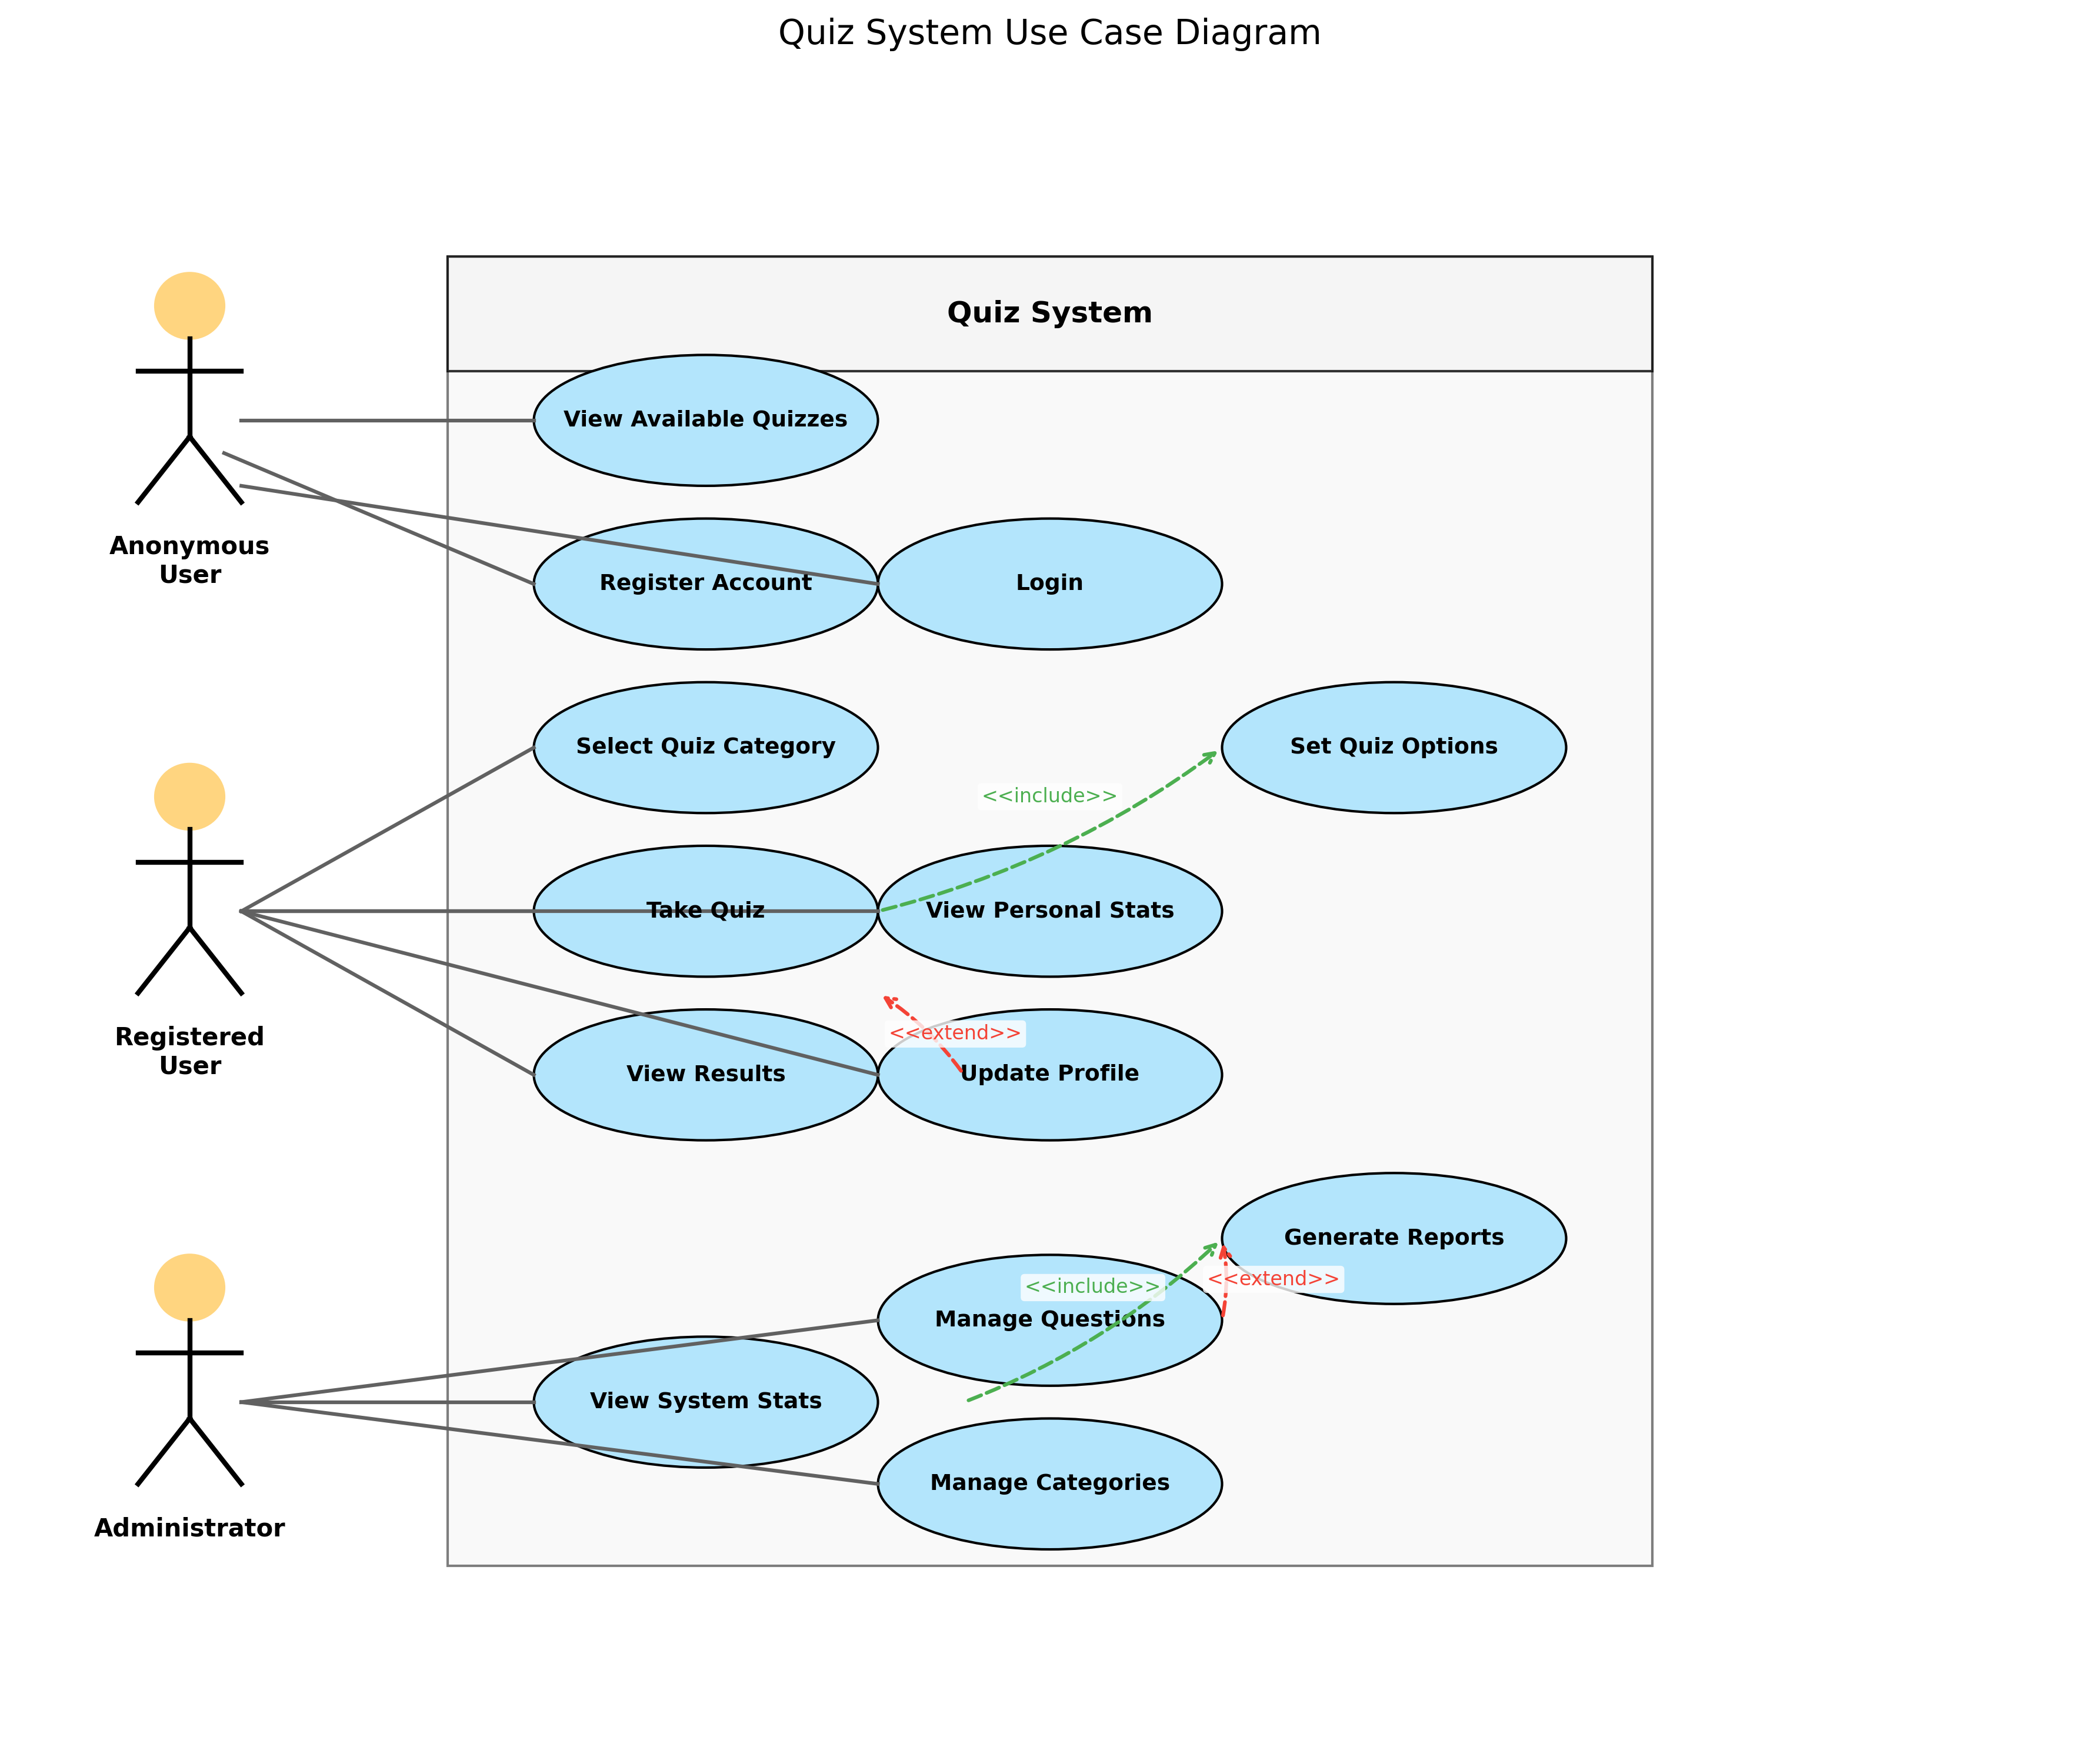 Quiz System Use Case Diagram
Quiz System
View Available Quizzes
Anonymous
User
Register Account
Login
Select Quiz Category
Set Quiz Options
<<include>>
Take Quiz
View Personal Stats
Registered
User
<<extend>>
View Results
Update Profile
Generate Reports
<<include>>
<<extend>>
Manage Questions
View System Stats
Manage Categories
Administrator